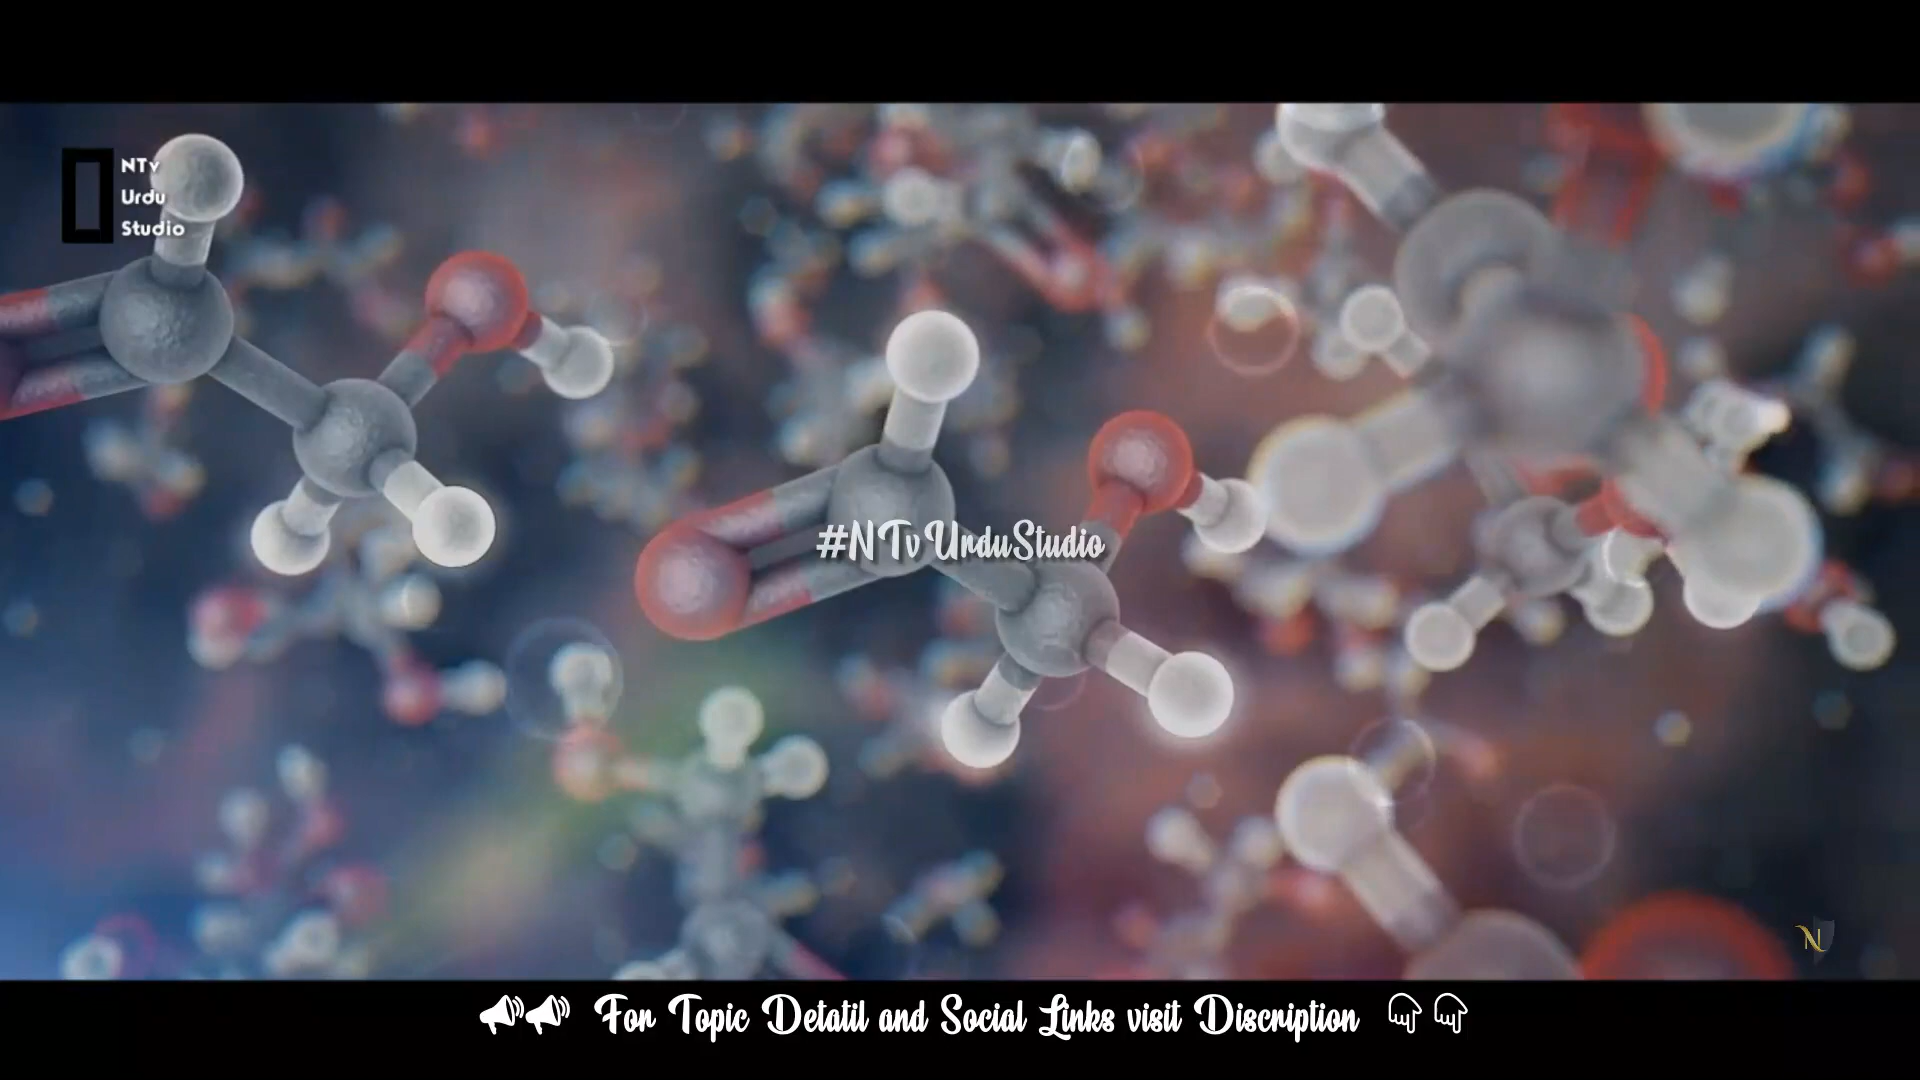 NTv
Urdu
Studio
#NTvUrduStudio
N
For Topic Detatil and Social Links visit Discription